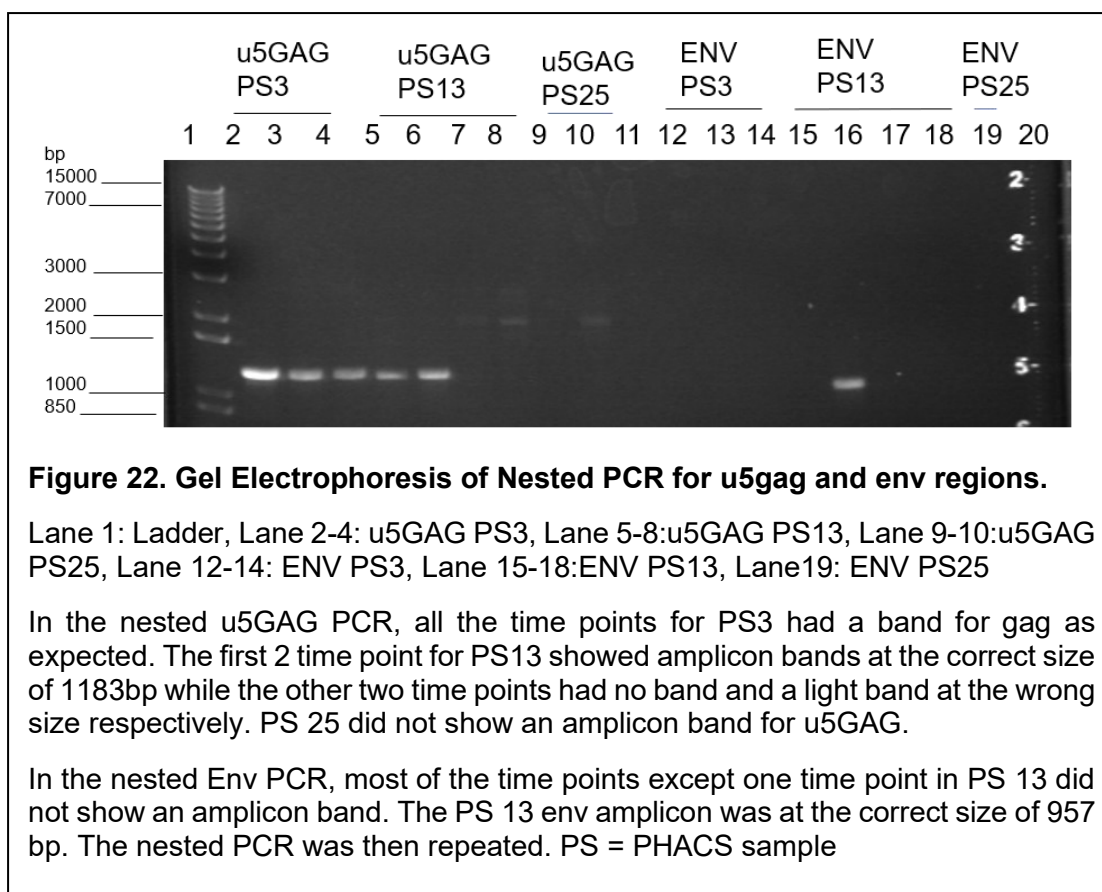 u5GAG PS3 u5GAG PS13 u5GAG PS25 ENV PS3 ENV PS13 ENV PS25
1 2 3 4 5 6 7 8 9 10 11 12 13 14 15 16 17 18 19 20
bp
15000
7000
3000
2000
1500
1000
850
2-
3-
4-
5-
Figure 22. Gel Electrophoresis of Nested PCR for u5gag and env regions.
Lane 1: Ladder, Lane 2-4: u5GAG PS3, Lane 5-8:u5GAG PS13, Lane 9-10:u5GAG
PS25, Lane 12-14: ENV PS3, Lane 15-18:ENV PS13, Lane19: ENV PS25
In the nested u5GAG PCR, all the time points for PS3 had a band for gag as
expected. The first 2 time point for PS13 showed amplicon bands at the correct size
of 1183bp while the other two time points had no band and a light band at the wrong
size respectively. PS 25 did not show an amplicon band for u5GAG.
In the nested Env PCR, most of the time points except one time point in PS 13 did
not show an amplicon band. The PS 13 env amplicon was at the correct size of 957
bp. The nested PCR was then repeated. PS = PHACS sample